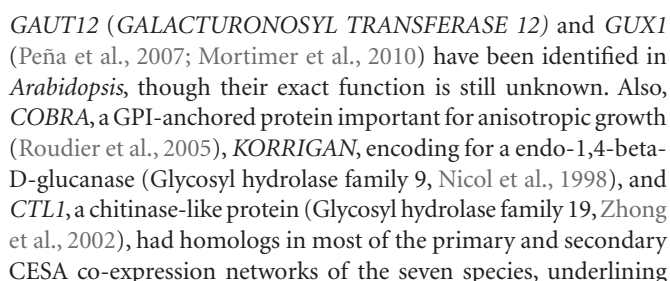 GAUT12 (GALACTURONOSYL TRANSFERASE 12) and GUX1
(Peña et al., 2007; Mortimer et al., 2010) have been identified in
Arabidopsis, though their exact function is still unknown. Also,
COBRA, a GPI-anchored protein important for anisotropic growth
(Roudier et al., 2005), KORRIGAN, encoding for a endo-1,4-beta-
D-glucanase (Glycosyl hydrolase family 9, Nicol et al., 1998), and
CTL1, a chitinase-like protein (Glycosyl hydrolase family 19, Zhong
et al., 2002), had homologs in most of the primary and secondary
CESA co-expression networks of the seven species, underlining